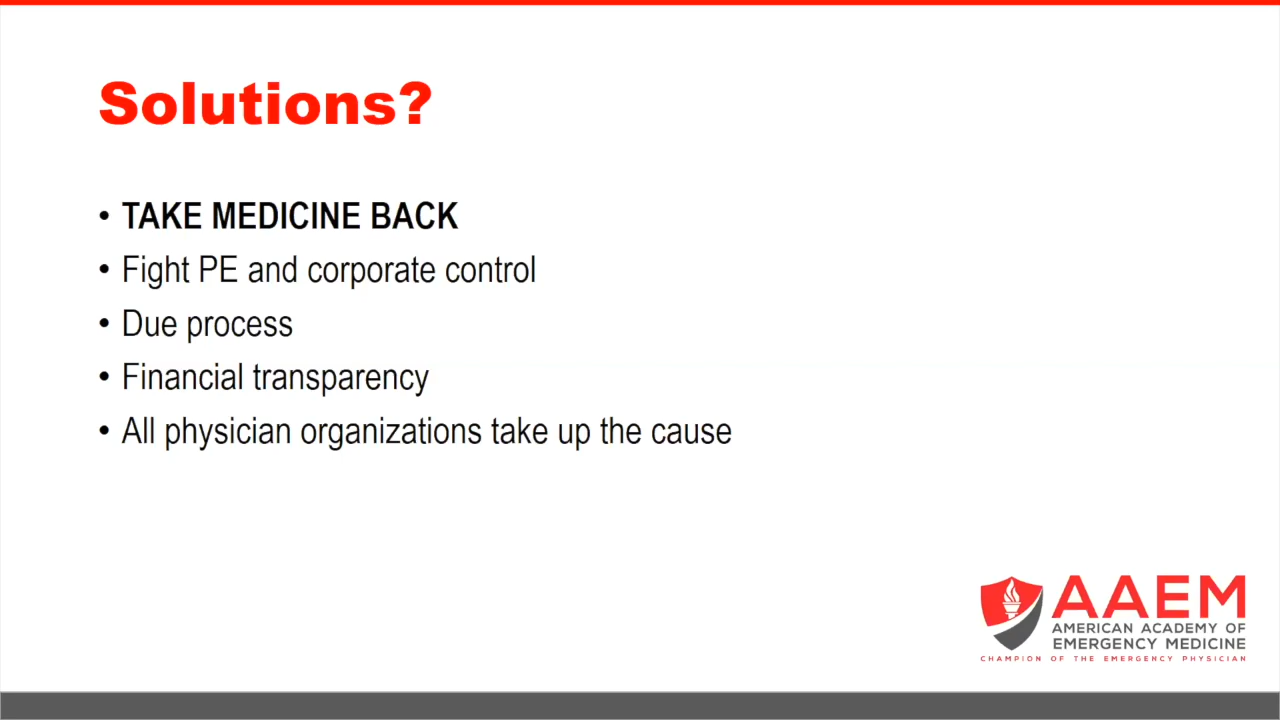 Solutions?
• TAKE MEDICINE BACK
• Fight PE and corporate control
• Due process
• Financial transparency
• All physician organizations take up the cause
AAEM
AMERICAN ACADEMY OF
EMERGENCY MEDICINE
CHAMPION OF THE EMERGENCY PHYSICIAN